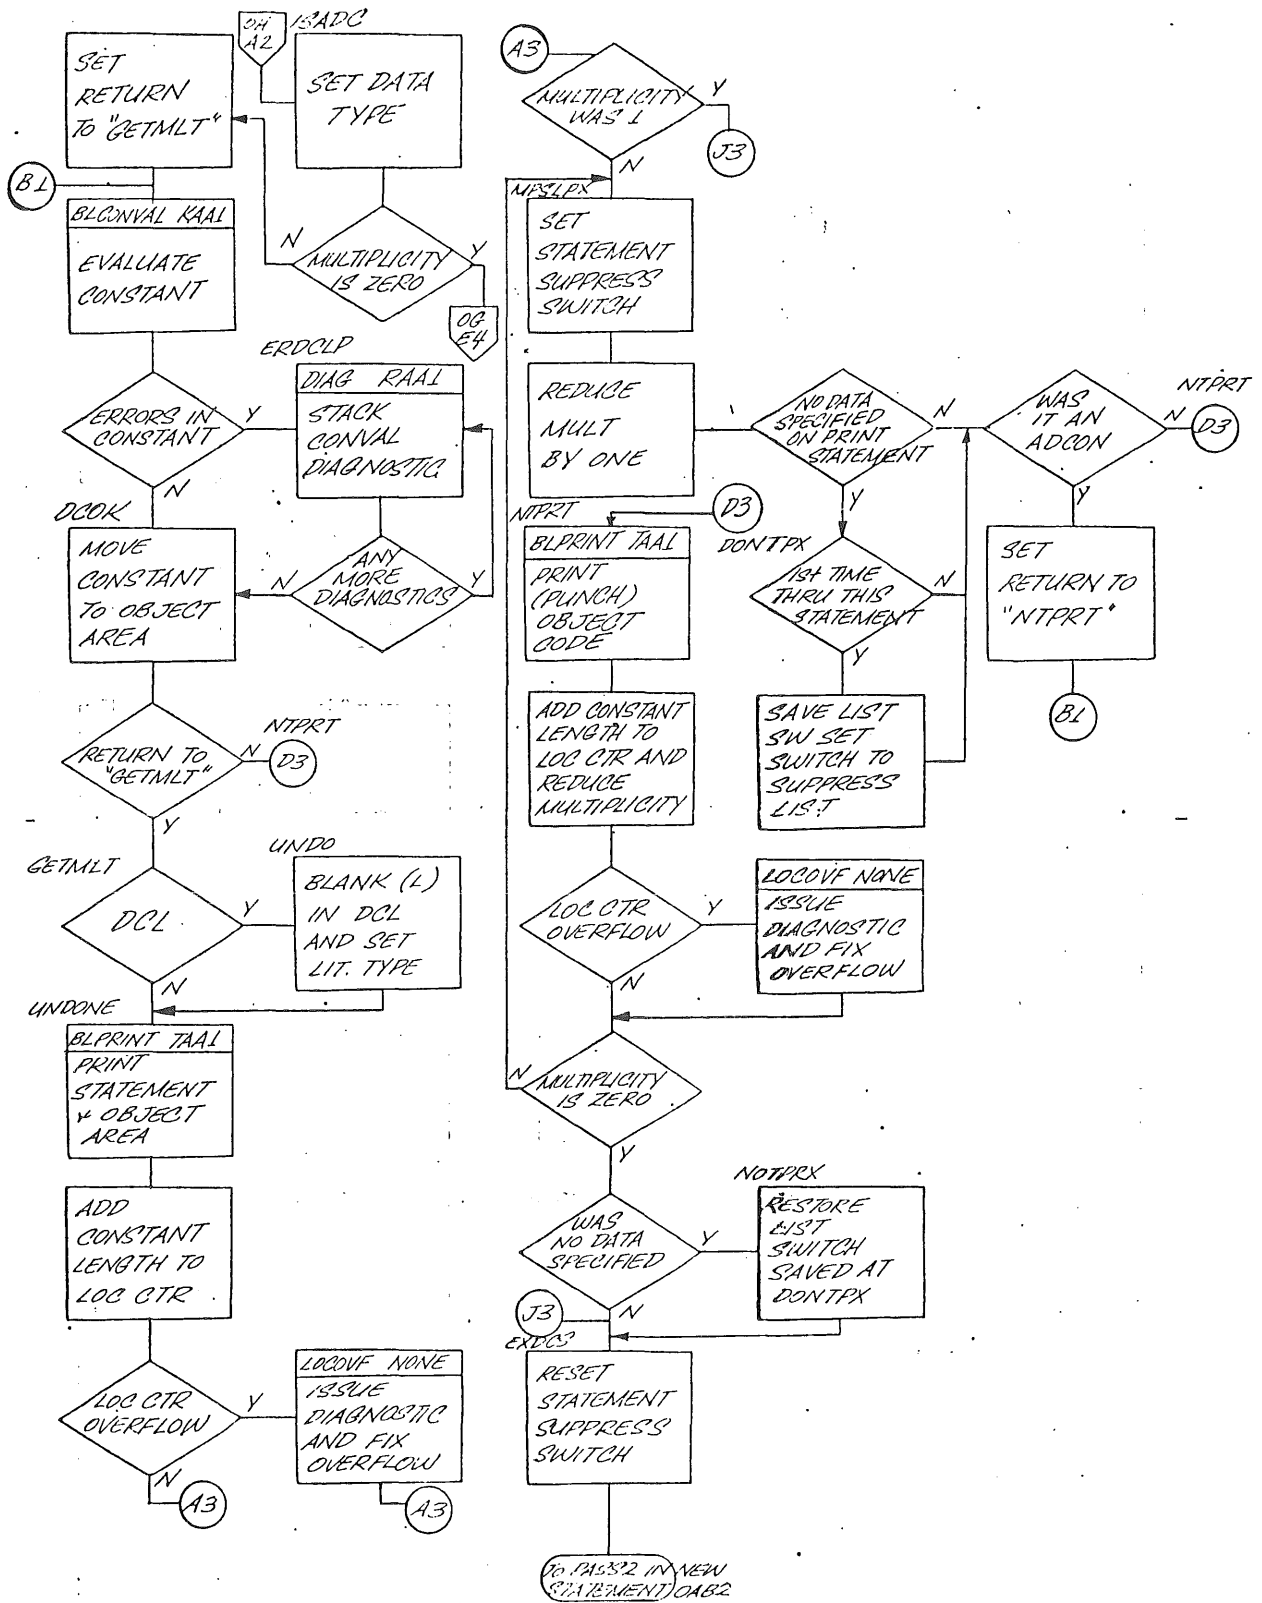 SET
RETURN
TO "GETMLT"
B1
BLCONVAL KAA1
EVALUATE
CONSTANT
ERRORS IN
CONSTANT
Y
N
DCOK
MOVE
CONSTANT
TO OBJECT
AREA
RETURN TO
"GETMLT"
N
NTPRT
D3
Y
GETMLT
DCL
Y
N
UNDO
BLANK (L)
IN DCL
AND SET
LIT. TYPE
UNDONE
BLPRINT TAA1
PRINT
STATEMENT
& OBJECT
AREA
ADD
CONSTANT
LENGTH TO
LOC CTR
LOC CTR
OVERFLOW
Y
N
A3
LOCOVF NONE
ISSUE
DIAGNOSTIC
AND FIX
OVERFLOW
A3
OH
A2
ISADC
SET DATA
TYPE
MULTIPLICITY
IS ZERO
N
Y
OG
E4
ERDCLP
DIAG RAA1
STACK
CONVAL
DIAGNOSTIC
ANY
MORE
DIAGNOSTICS
N
Y
A3
MULTIPLICITY
WAS 1
Y
J3
N
MPSLPX
SET
STATEMENT
SUPPRESS
SWITCH
REDUCE
MULT
BY ONE
NTPRT
D3
BLPRINT TAA1
PRINT
(PUNCH)
OBJECT
CODE
ADD CONSTANT
LENGTH TO
LOC CTR AND
REDUCE
MULTIPLICITY
LOC CTR
OVERFLOW
Y
N
LOCOVF NONE
ISSUE
DIAGNOSTIC
AND FIX
OVERFLOW
MULTIPLICITY
IS ZERO
N
Y
WAS
NO DATA
SPECIFIED
Y
N
NOTPRX
RESTORE
LIST
SWITCH
SAVED AT
DONTPX
J3
EXDCS
RESET
STATEMENT
SUPPRESS
SWITCH
TO PASS2 IN NEW
STATEMENT OAB2
NO DATA
SPECIFIED
ON PRINT
STATEMENT
N
Y
DONTPX
1st TIME
THRU THIS
STATEMENT
N
Y
SAVE LIST
SW SET
SWITCH TO
SUPPRESS
LIST
WAS
IT AN
ADCON
N
NTPRT
D3
Y
SET
RETURN TO
"NTPRT"
B1